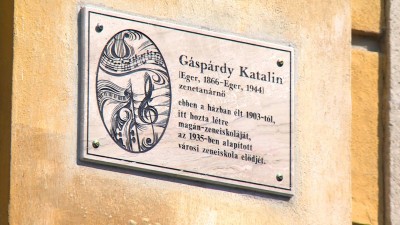 Gáspárdy Katalin
[Eger, 1866–Eger, 1944]
zenetanárnő
ebben a házban élt 1903-tól,
itt hozta létre
magán-zeneiskoláját,
az 1935-ben alapított
városi zeneiskola elődjét.